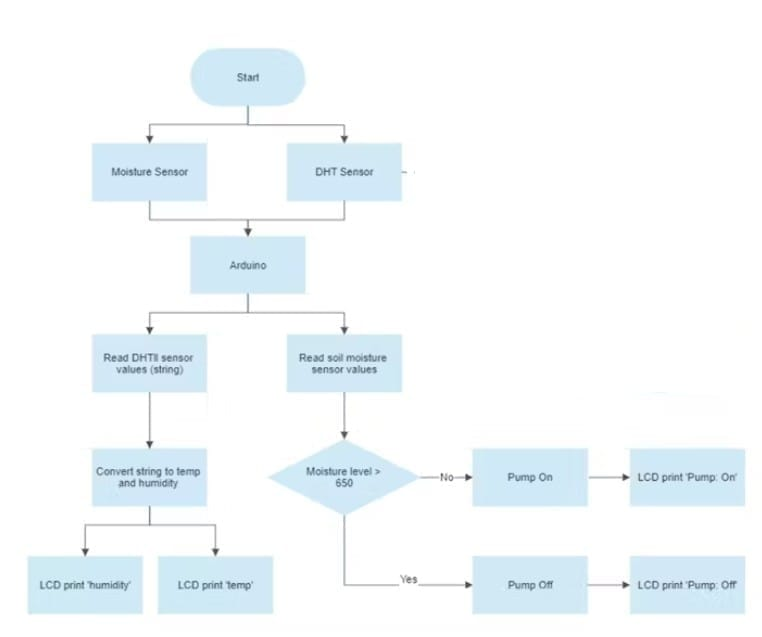 Start
Moisture Sensor
DHT Sensor
Arduino
Read DHTII sensor
values (string)
Read soil moisture
sensor values
Convert string to temp
and humidity
Moisture level >
650
No
Pump On
LCD print 'Pump: On'
LCD print 'humidity'
LCD print 'temp'
Yes
Pump Off
LCD print 'Pump: Off'